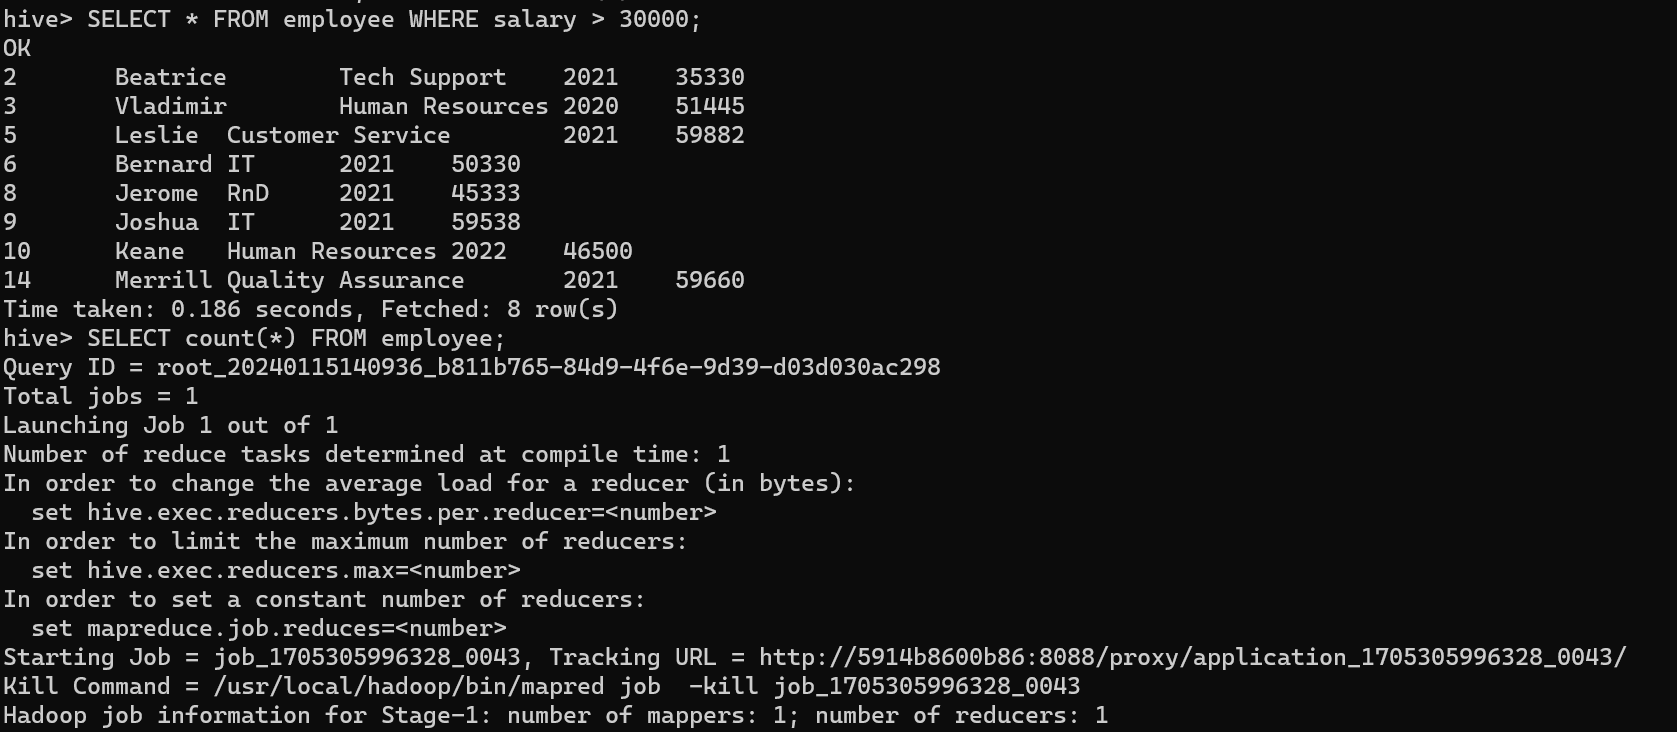 hive> SELECT * FROM employee WHERE salary > 30000;
OK
2       Beatrice        Tech Support    2021    35330
3       Vladimir        Human Resources 2020    51445
5       Leslie  Customer Service        2021    59882
6       Bernard IT      2021    50330
8       Jerome  RnD     2021    45333
9       Joshua  IT      2021    59538
10      Keane   Human Resources 2022    46500
14      Merrill Quality Assurance       2021    59660
Time taken: 0.186 seconds, Fetched: 8 row(s)
hive> SELECT count(*) FROM employee;
Query ID = root_20240115140936_b811b765-84d9-4f6e-9d39-d03d030ac298
Total jobs = 1
Launching Job 1 out of 1
Number of reduce tasks determined at compile time: 1
In order to change the average load for a reducer (in bytes):
  set hive.exec.reducers.bytes.per.reducer=<number>
In order to limit the maximum number of reducers:
  set hive.exec.reducers.max=<number>
In order to set a constant number of reducers:
  set mapreduce.job.reduces=<number>
Starting Job = job_1705305996328_0043, Tracking URL = http://5914b8600b86:8088/proxy/application_1705305996328_0043/
Kill Command = /usr/local/hadoop/bin/mapred job  -kill job_1705305996328_0043
Hadoop job information for Stage-1: number of mappers: 1; number of reducers: 1